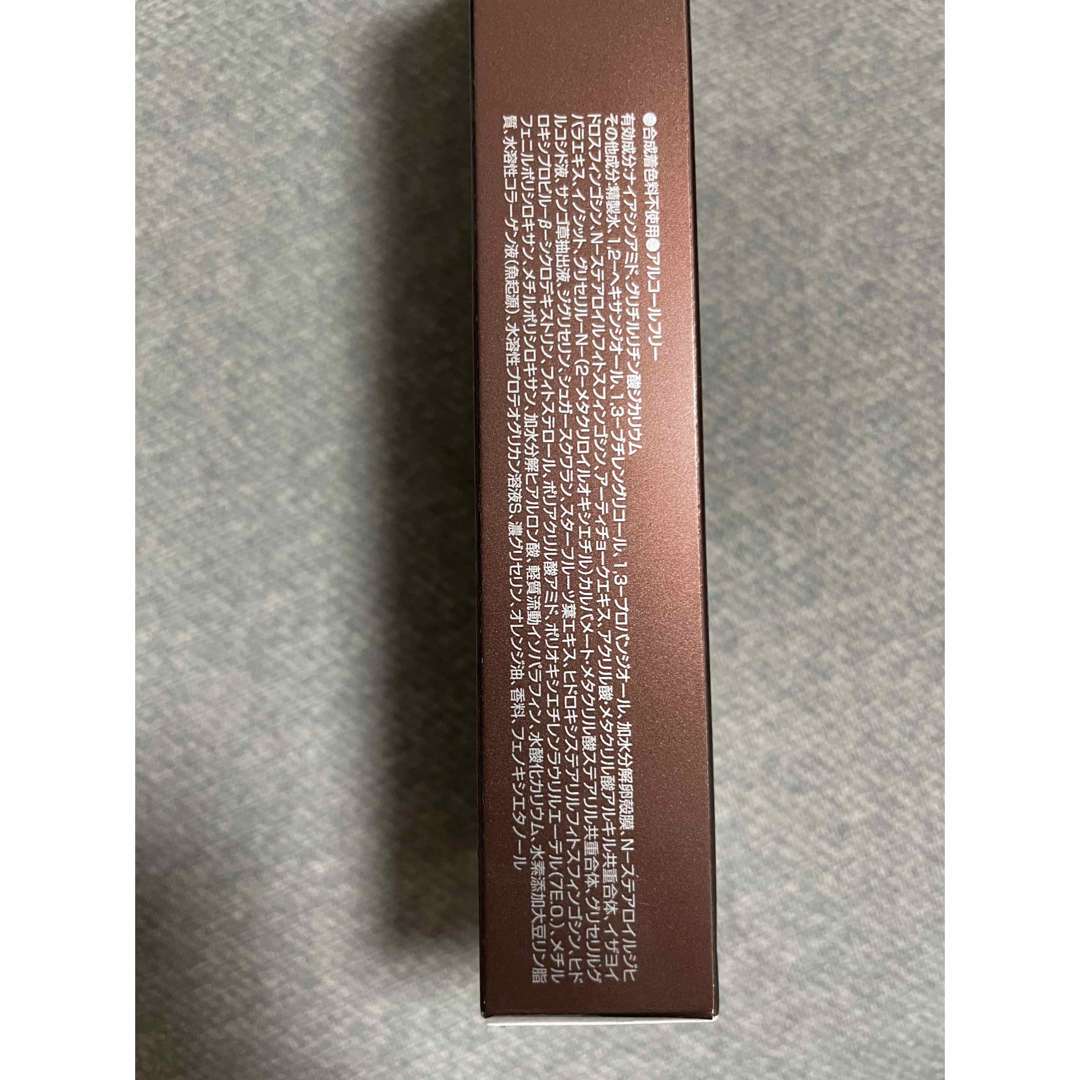 ●合成着色料不使用●アルコールフリー
有効成分:ナイアシンアミド、グリチルリチン酸ジカリウム
その他成分:精製水、1,2-ヘキサンジオール、1,3-ブチレングリコール、1,3-プロパンジオール、加水分解卵殻膜、N-ステアロイルジヒ
ドロスフィンゴシン、N-ステアロイルフィトスフィンゴシン、アーティチョークエキス、アクリル酸・メタクリル酸アルキル共重合体、イザヨイ
バラエキス、イノシット、グリセリル-N-(2-メタクリロイルオキシエチル)カルバメート・メタクリル酸ステアリル共重合体、グリセリルグ
ルコシド液、サンゴ草抽出液、ジグリセリン、シュガースクワラン、スターフルーツ葉エキス、ヒドロキシステアリルフィトスフィンゴシン、ヒド
ロキシプロピル-β-シクロデキストリン、フィトステロール、ポリアクリル酸アミド、ポリオキシエチレンラウリルエーテル(7E.O.)、メチル
フェニルポリシロキサン、メチルポリシロキサン、加水分解ヒアルロン酸、軽質流動イソパラフィン、水酸化カリウム、水素添加大豆リン脂
質、水溶性コラーゲン液(魚起源)、水溶性プロテオグリカン溶液S、濃グリセリン、オレンジ油、香料、フェノキシエタノール